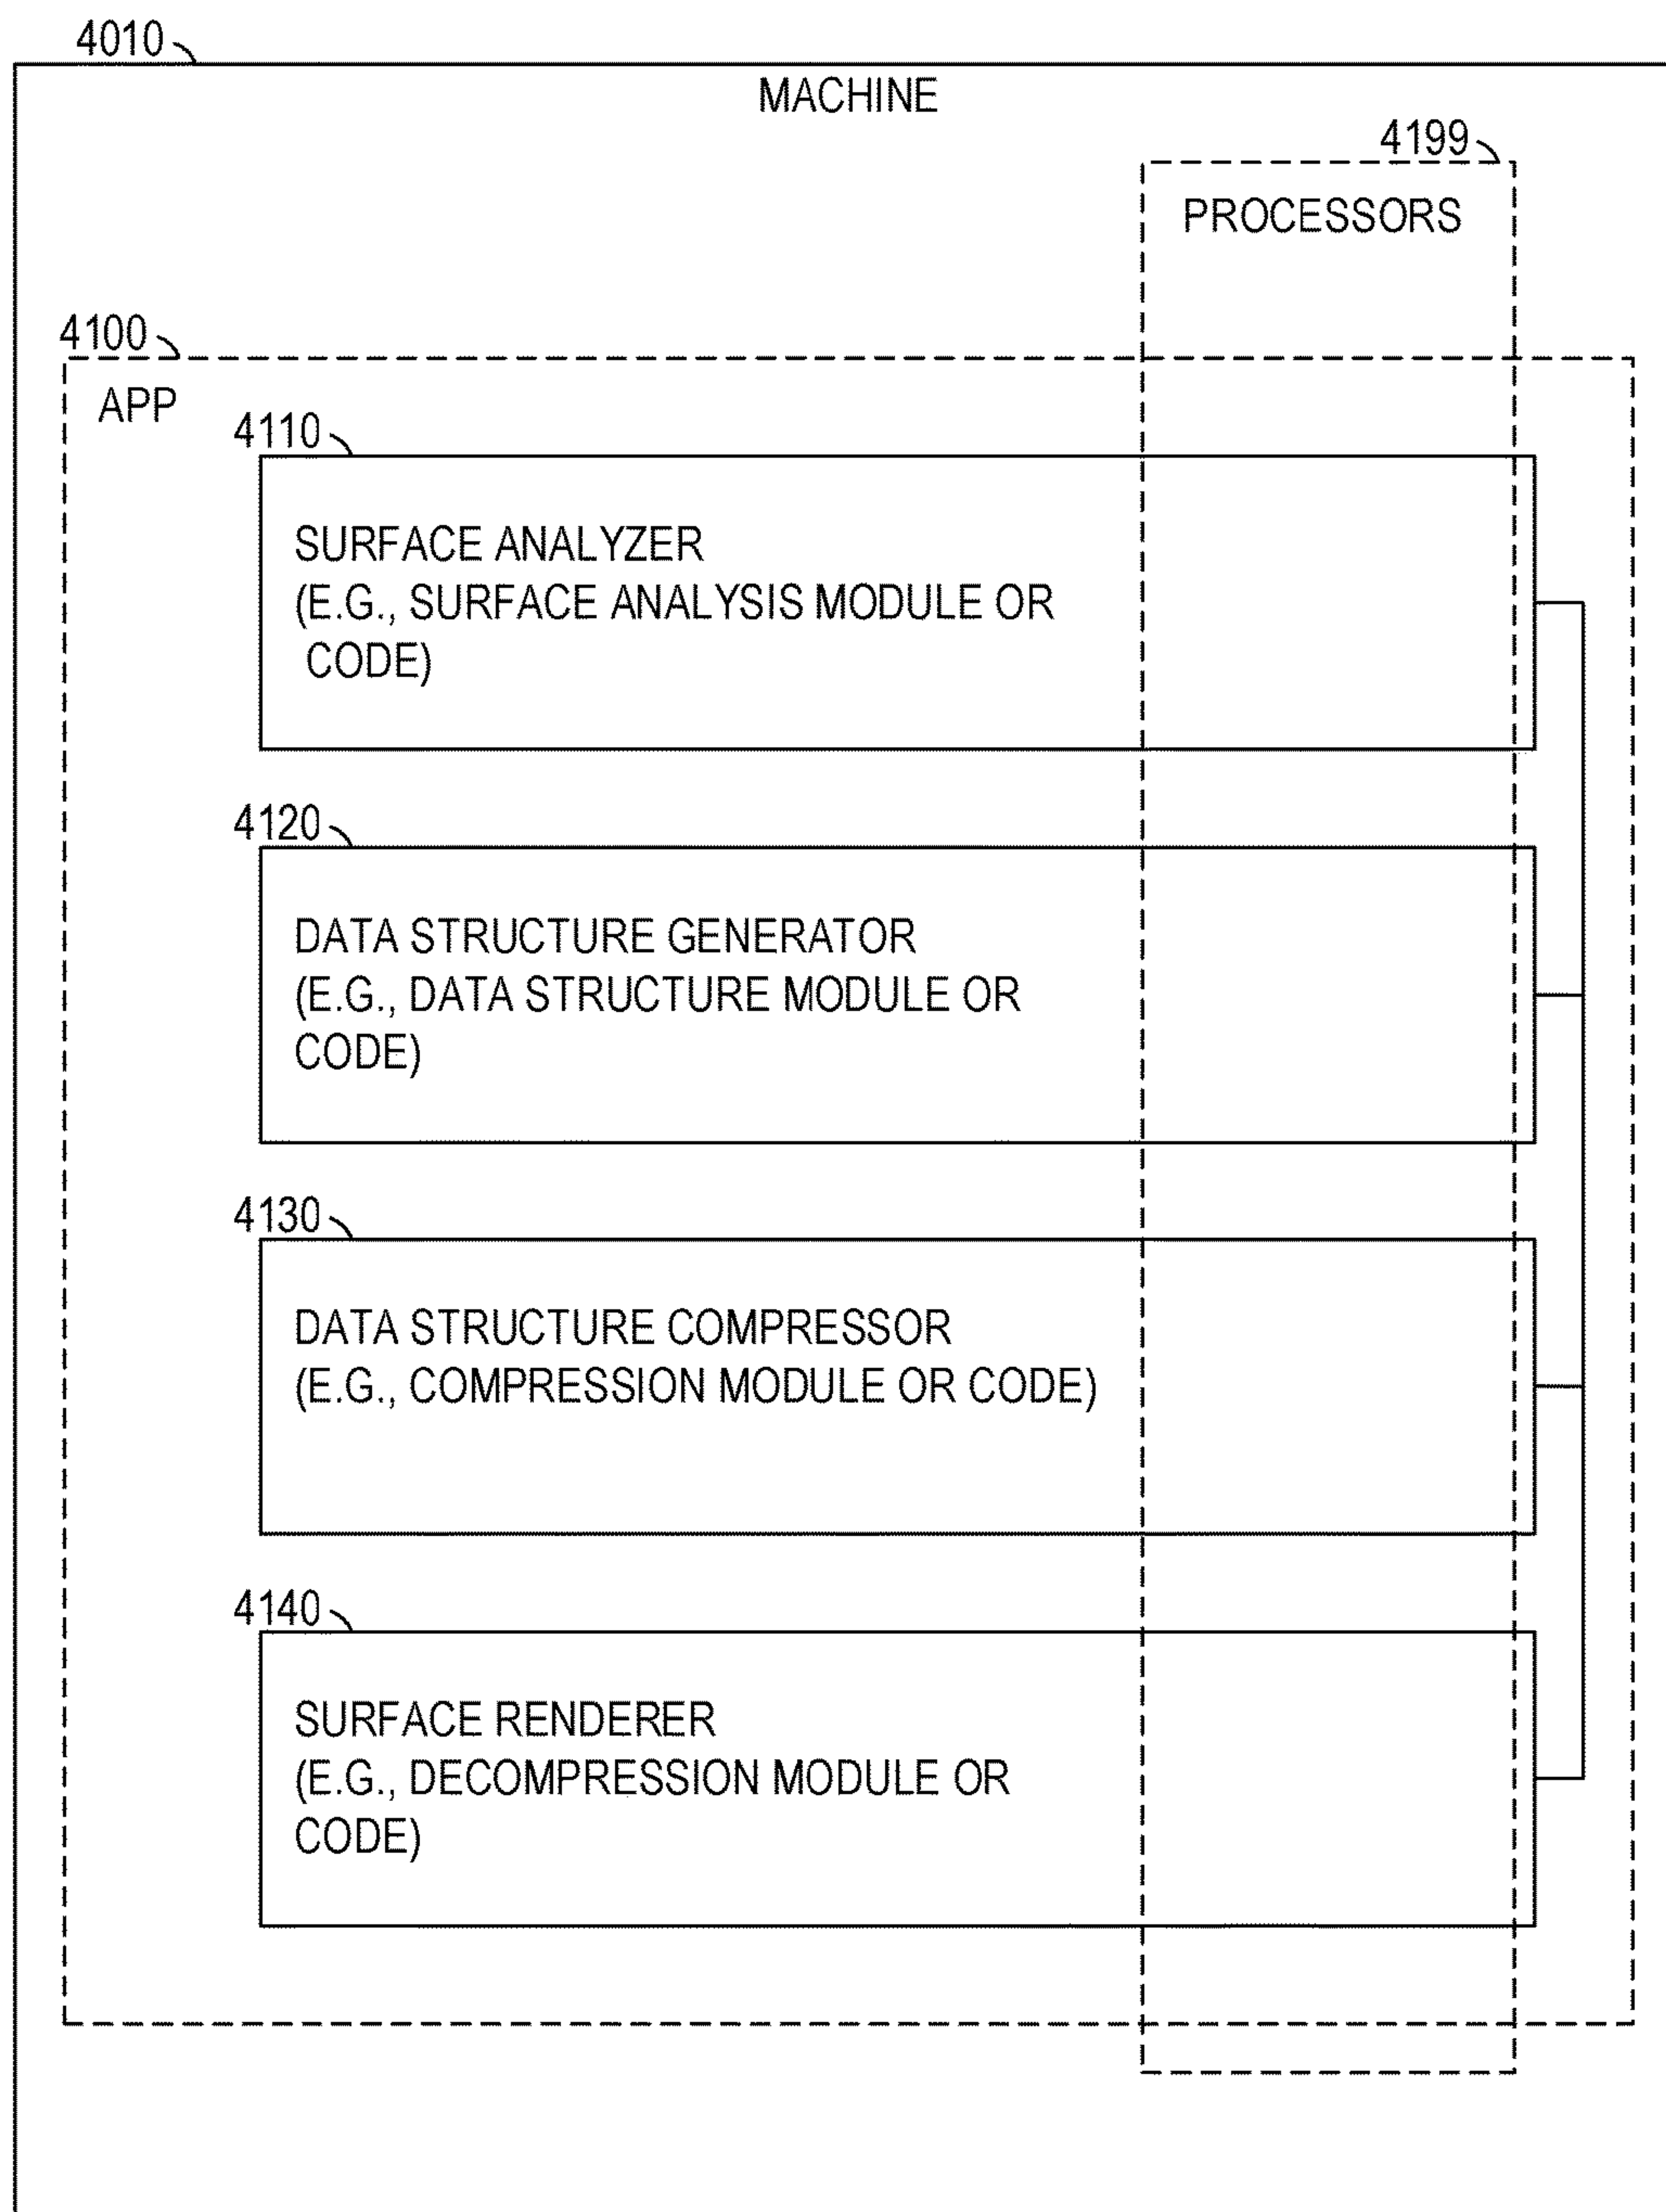 4010
MACHINE
4199
PROCESSORS
4100
APP
4110
SURFACE ANALYZER
(E.G., SURFACE ANALYSIS MODULE OR
CODE)
4120
DATA STRUCTURE GENERATOR
(E.G., DATA STRUCTURE MODULE OR
CODE)
4130
DATA STRUCTURE COMPRESSOR
(E.G., COMPRESSION MODULE OR CODE)
4140
SURFACE RENDERER
(E.G., DECOMPRESSION MODULE OR
CODE)